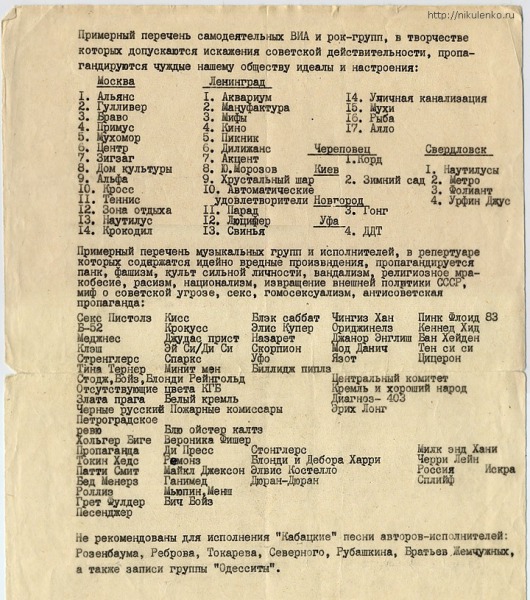 http://nikulenko.ru
Примерный перечень самодеятельных ВИА и рок-групп, в творчестве
которых допускаются искажения советской действительности, пропа-
гандируются чуждые нашему обществу идеалы и настроения:
Москва Ленинград
1. Альянс 1. Аквариум 14. Уличная канализация
2. Гулливер 2. Мануфактура 15. Мухи
3. Браво 3. Мифы 16. Рыба
4. Примус 4. Кино 17. Алло
5. Мухомор 5. Пикник
6. Центр 6. Дилижанс Череповец Свердловск
7. Зигзаг 7. Акцент 1. Корд
8. Дом культуры 8. Ю.Морозов Киев 1. Наутилусы
9. Альфа 9. Хрустальный шар 2. Зимний сад 2. Метро
10. Кросс 10. Автоматические 3. Фолиант
11. Теннис удовлетворители Новгород 4. Урфин Джус
12. Зона отдыха 11. Парад 3. Гонг
13. Наутилус 12. Люцифер Уфа
14. Крокодил 13. Свинья 4. ДДТ
Примерный перечень музыкальных групп и исполнителей, в репертуаре
которых содержатся идейно вредные произвидения, пропагандируется
панк, фашизм, культ сильной личности, вандализм, религиозное мра-
кобесие, расизм, национализм, извращение внешней политики СССР,
миф о советской угрозе, секс, гомосексуализм, антисоветская
пропаганда:
Секс Пистолз Кисс Блэк саббат Чингиз Хан Пинк Флоид 83
Б-52 Крокусс Элис Купер Ориджинелз Кеннед Хид
Меджнес Джудас прист Назарет Джанор Энглиш Ван Хейден
Клэш Эй Си/Ди Си Скорпион Мод Данич Тен си си
Стренглерс Спаркс Уфо Язэт Цицерон
Тина Тернер Минит мен Биллидж пиплз
Стодж,Бойз,Блонди Рейнгольд Центральный комитет
Отсутствующие цвета КГБ Кремль и хороший народ
Злата прага Белый кремль Диагноз- 403
Черные русский Пожарные комиссары Эрих Лонг
Петроградское
ревю Блю ойстер калтз
Хольгер Биге Вероника Фишер
Пропаганда Ди Пресс Стонглерс Милк энд Хани
Токин Хедс Ремонз Блонди и Дебора Харри Черри Лейн
Патти Смит Майкл Джексон Элвис Костелло Россия Искра
Бед Менерз Ганимед Дюран-Дюран Сплифф
Роллиз Мьюпин,Менш
Грет Фулдер Бич Бойз
Песенджер
Не рекомендованы для исполнения "Кабацкие" песни авторов-исполнителей:
Розенбаума, Реброва, Токарева, Северного, Рубашкина, Братьев Жемчужных,
а также записи группы "Одесситы".